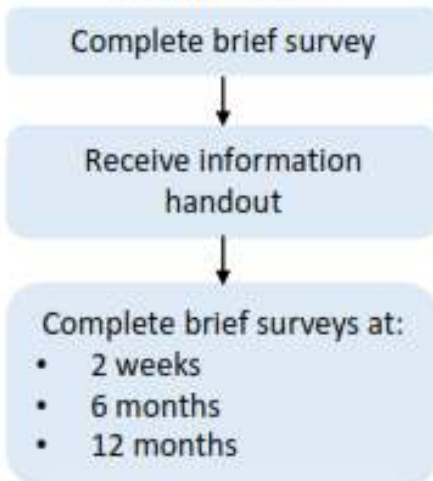 Complete brief survey
Receive information
handout
Complete brief surveys at:
• 2 weeks
• 6 months
• 12 months